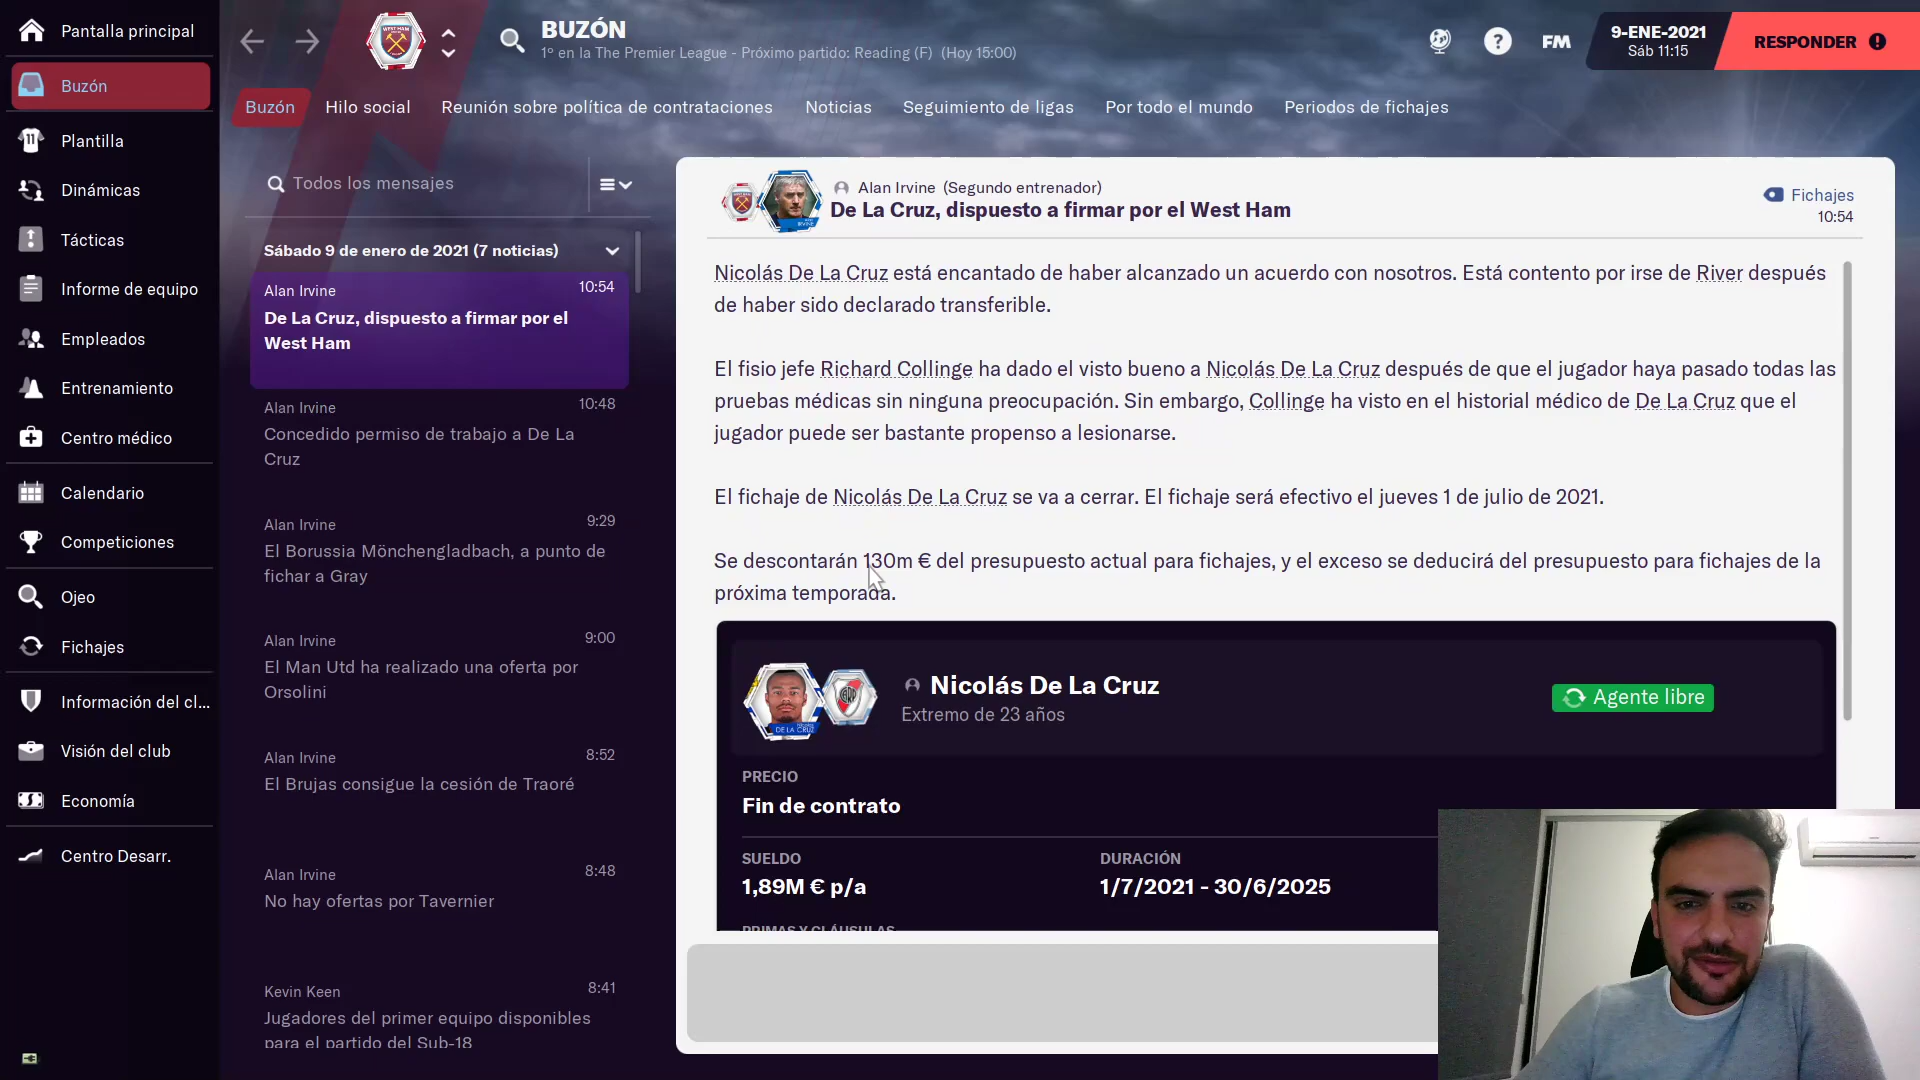 Pantalla principal
Buzón
Plantilla
Dinámicas
Tácticas
Informe de equipo
Empleados
Entrenamiento
Centro médico
Calendario
Competiciones
Ojeo
Fichajes
Información del cl...
Visión del club
Economía
Centro Desarr.
BUZÓN
1º en la The Premier League - Próximo partido: Reading (F) (Hoy 15:00)
FM
9-ENE-2021
Sáb 11:15
RESPONDER
Buzón Hilo social Reunión sobre política de contrataciones Noticias Seguimiento de ligas Por todo el mundo Periodos de fichajes
Todos los mensajes
Sábado 9 de enero de 2021 (7 noticias)
Alan Irvine 10:54
De La Cruz, dispuesto a firmar por el
West Ham
Alan Irvine 10:48
Concedido permiso de trabajo a De La
Cruz
Alan Irvine 9:29
El Borussia Mönchengladbach, a punto de
fichar a Gray
Alan Irvine 9:00
El Man Utd ha realizado una oferta por
Orsolini
Alan Irvine 8:52
El Brujas consigue la cesión de Traoré
Alan Irvine 8:48
No hay ofertas por Tavernier
Kevin Keen 8:41
Jugadores del primer equipo disponibles
para el partido del Sub-18
Alan Irvine (Segundo entrenador)
De La Cruz, dispuesto a firmar por el West Ham
Fichajes
10:54
Nicolás De La Cruz está encantado de haber alcanzado un acuerdo con nosotros. Está contento por irse de River después
de haber sido declarado transferible.
El fisio jefe Richard Collinge ha dado el visto bueno a Nicolás De La Cruz después de que el jugador haya pasado todas las
pruebas médicas sin ninguna preocupación. Sin embargo, Collinge ha visto en el historial médico de De La Cruz que el
jugador puede ser bastante propenso a lesionarse.
El fichaje de Nicolás De La Cruz se va a cerrar. El fichaje será efectivo el jueves 1 de julio de 2021.
Se descontarán 130m € del presupuesto actual para fichajes, y el exceso se deducirá del presupuesto para fichajes de la
próxima temporada.
DE LA CRUZ
Nicolás De La Cruz
Extremo de 23 años
Agente libre
PRECIO
Fin de contrato
SUELDO
1,89M € p/a
DURACIÓN
1/7/2021 - 30/6/2025
PRIMAS Y CLÁUSULAS